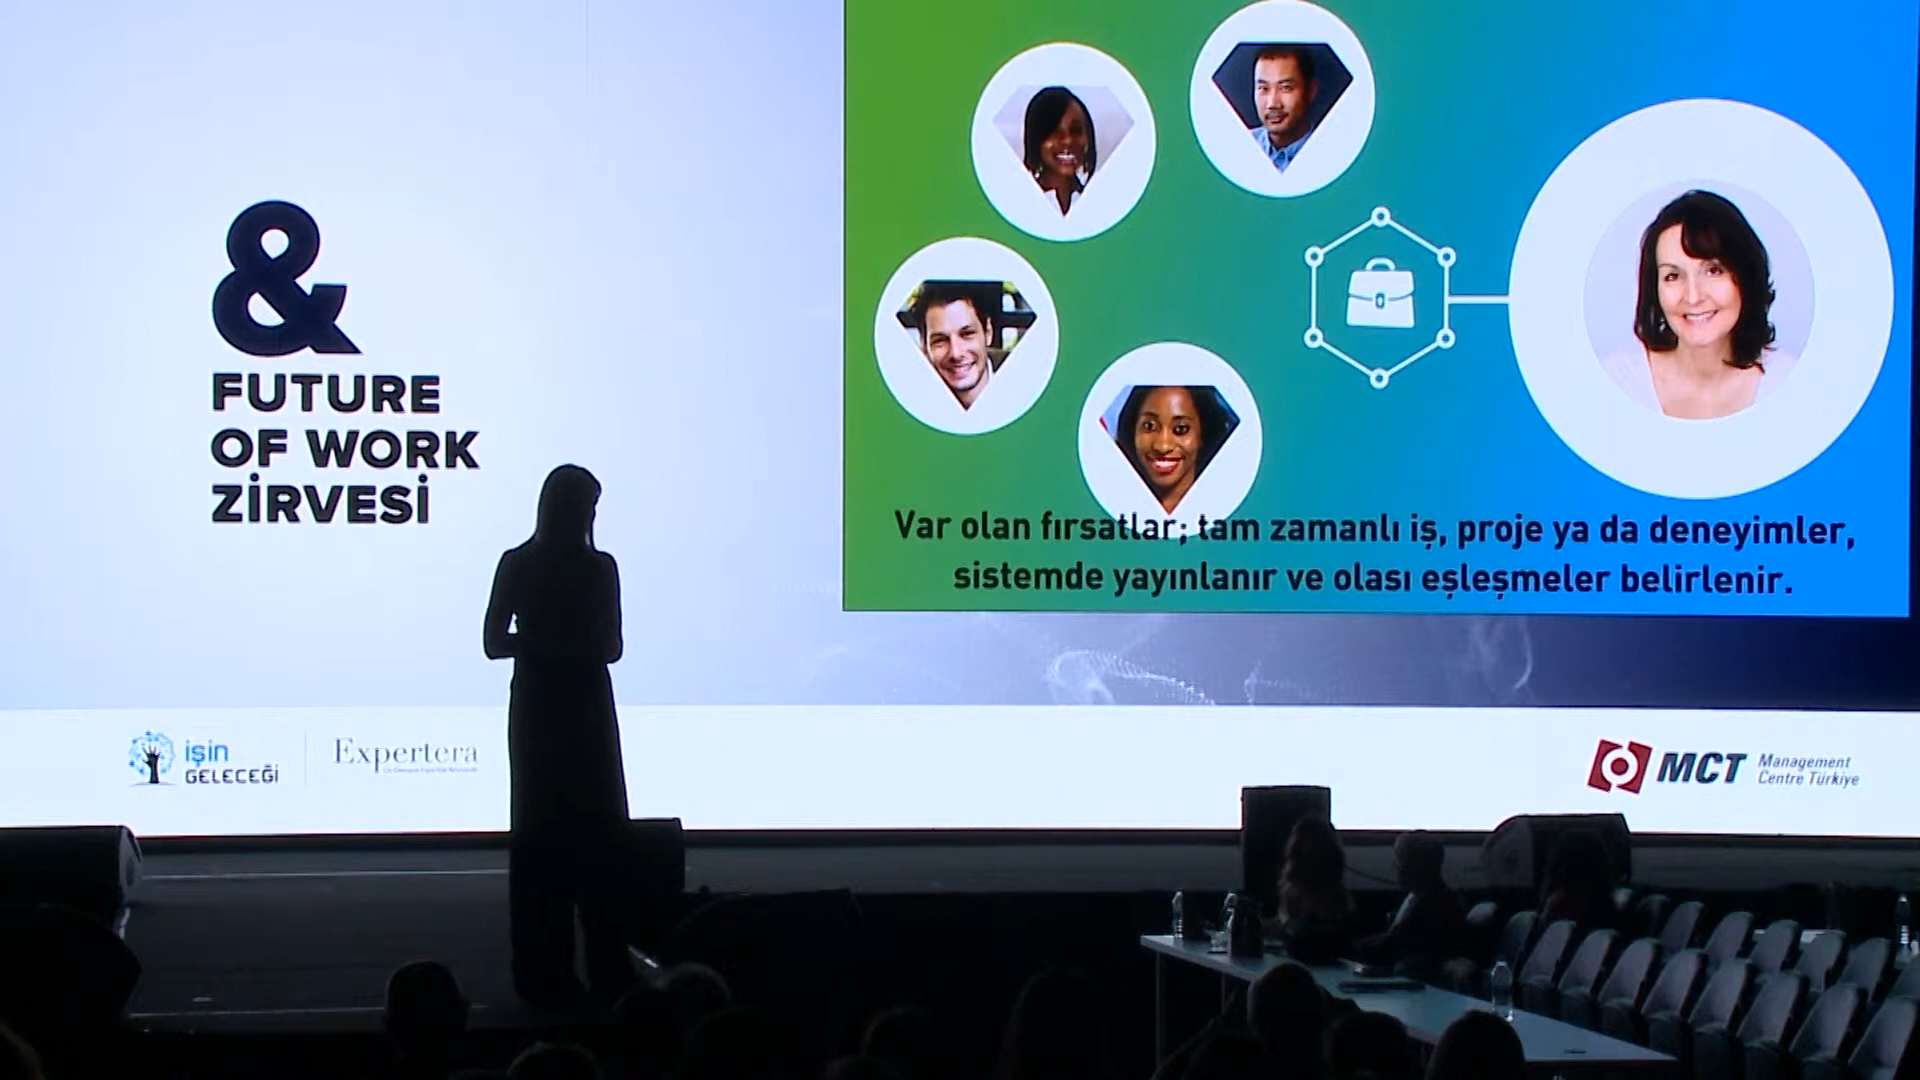 &
FUTURE
OF WORK
ZİRVESİ
Var olan fırsatlar; tam zamanlı iş, proje ya da deneyimler,
sistemde yayınlanır ve olası eşleşmeler belirlenir.
işin
GELECEĞİ
Expertera
MCT
Management
Centre Türkiye